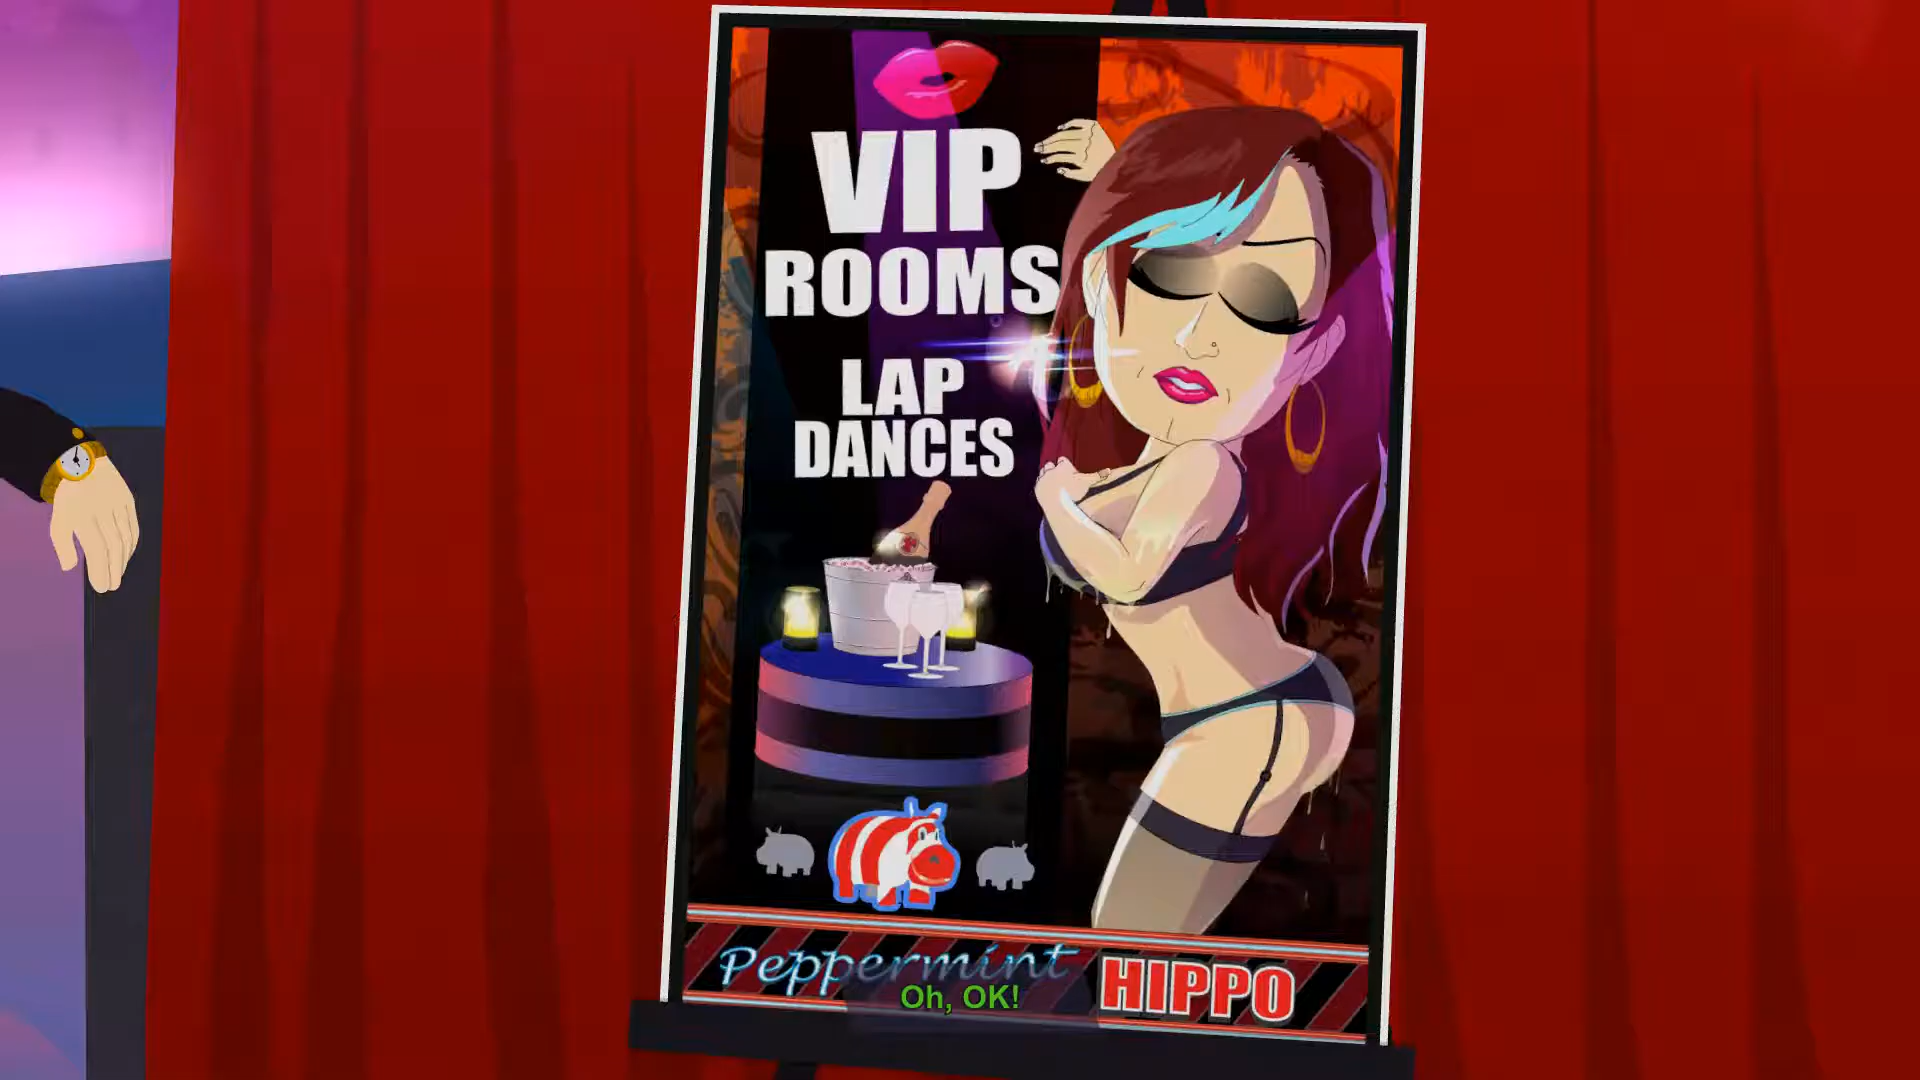 VIP
ROOMS
LAP
DANCES
Peppermint HIPPO
Oh, OK!